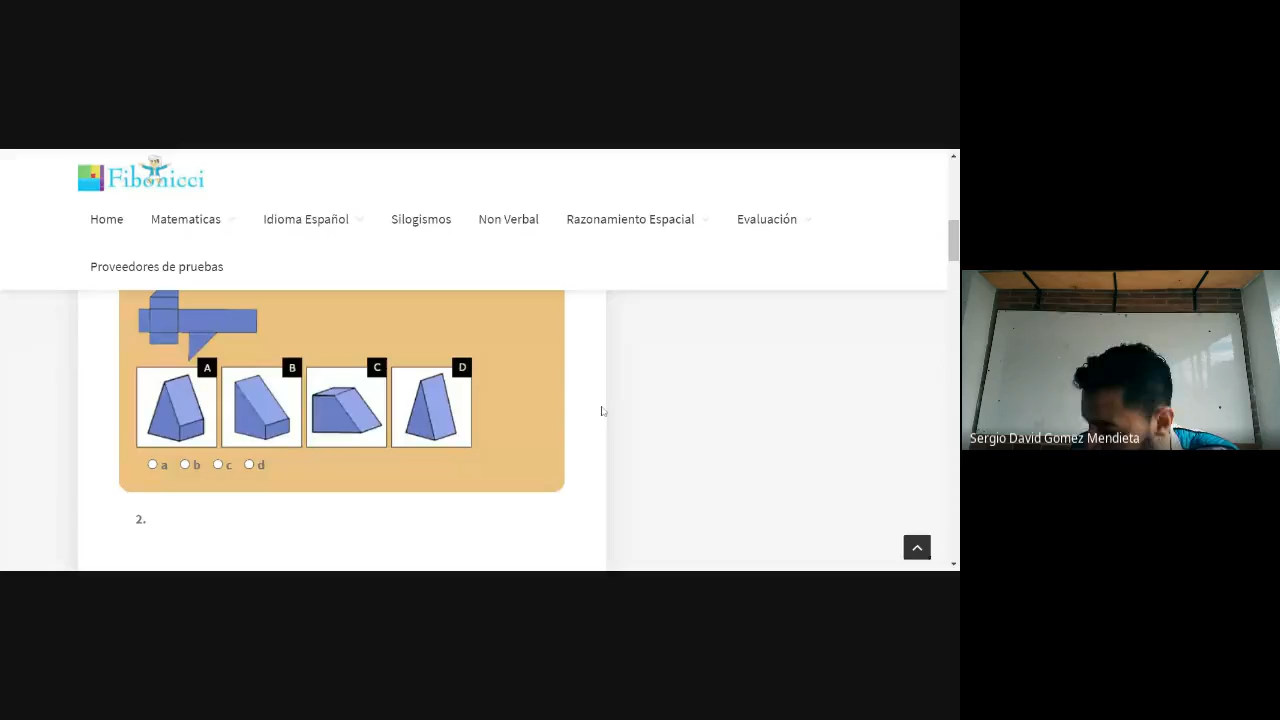 Fibonicci
Home Matematicas Idioma Español Silogismos Non Verbal Razonamiento Espacial Evaluación
Proveedores de pruebas
A B C D
a b c d
2.
Sergio David Gomez Mendieta